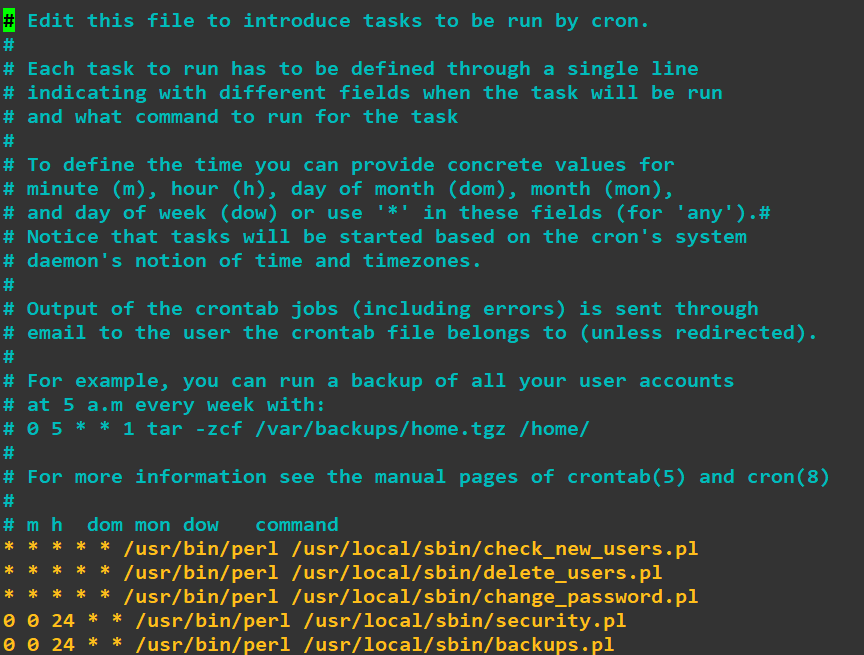 # Edit this file to introduce tasks to be run by cron.
#
# Each task to run has to be defined through a single line
# indicating with different fields when the task will be run
# and what command to run for the task
#
# To define the time you can provide concrete values for
# minute (m), hour (h), day of month (dom), month (mon),
# and day of week (dow) or use '*' in these fields (for 'any').#
# Notice that tasks will be started based on the cron's system
# daemon's notion of time and timezones.
#
# Output of the crontab jobs (including errors) is sent through
# email to the user the crontab file belongs to (unless redirected).
#
# For example, you can run a backup of all your user accounts
# at 5 a.m every week with:
# 0 5 * * 1 tar -zcf /var/backups/home.tgz /home/
#
# For more information see the manual pages of crontab(5) and cron(8)
#
# m h  dom mon dow   command
* * * * * /usr/bin/perl /usr/local/sbin/check_new_users.pl
* * * * * /usr/bin/perl /usr/local/sbin/delete_users.pl
* * * * * /usr/bin/perl /usr/local/sbin/change_password.pl
0 0 24 * * /usr/bin/perl /usr/local/sbin/security.pl
0 0 24 * * /usr/bin/perl /usr/local/sbin/backups.pl